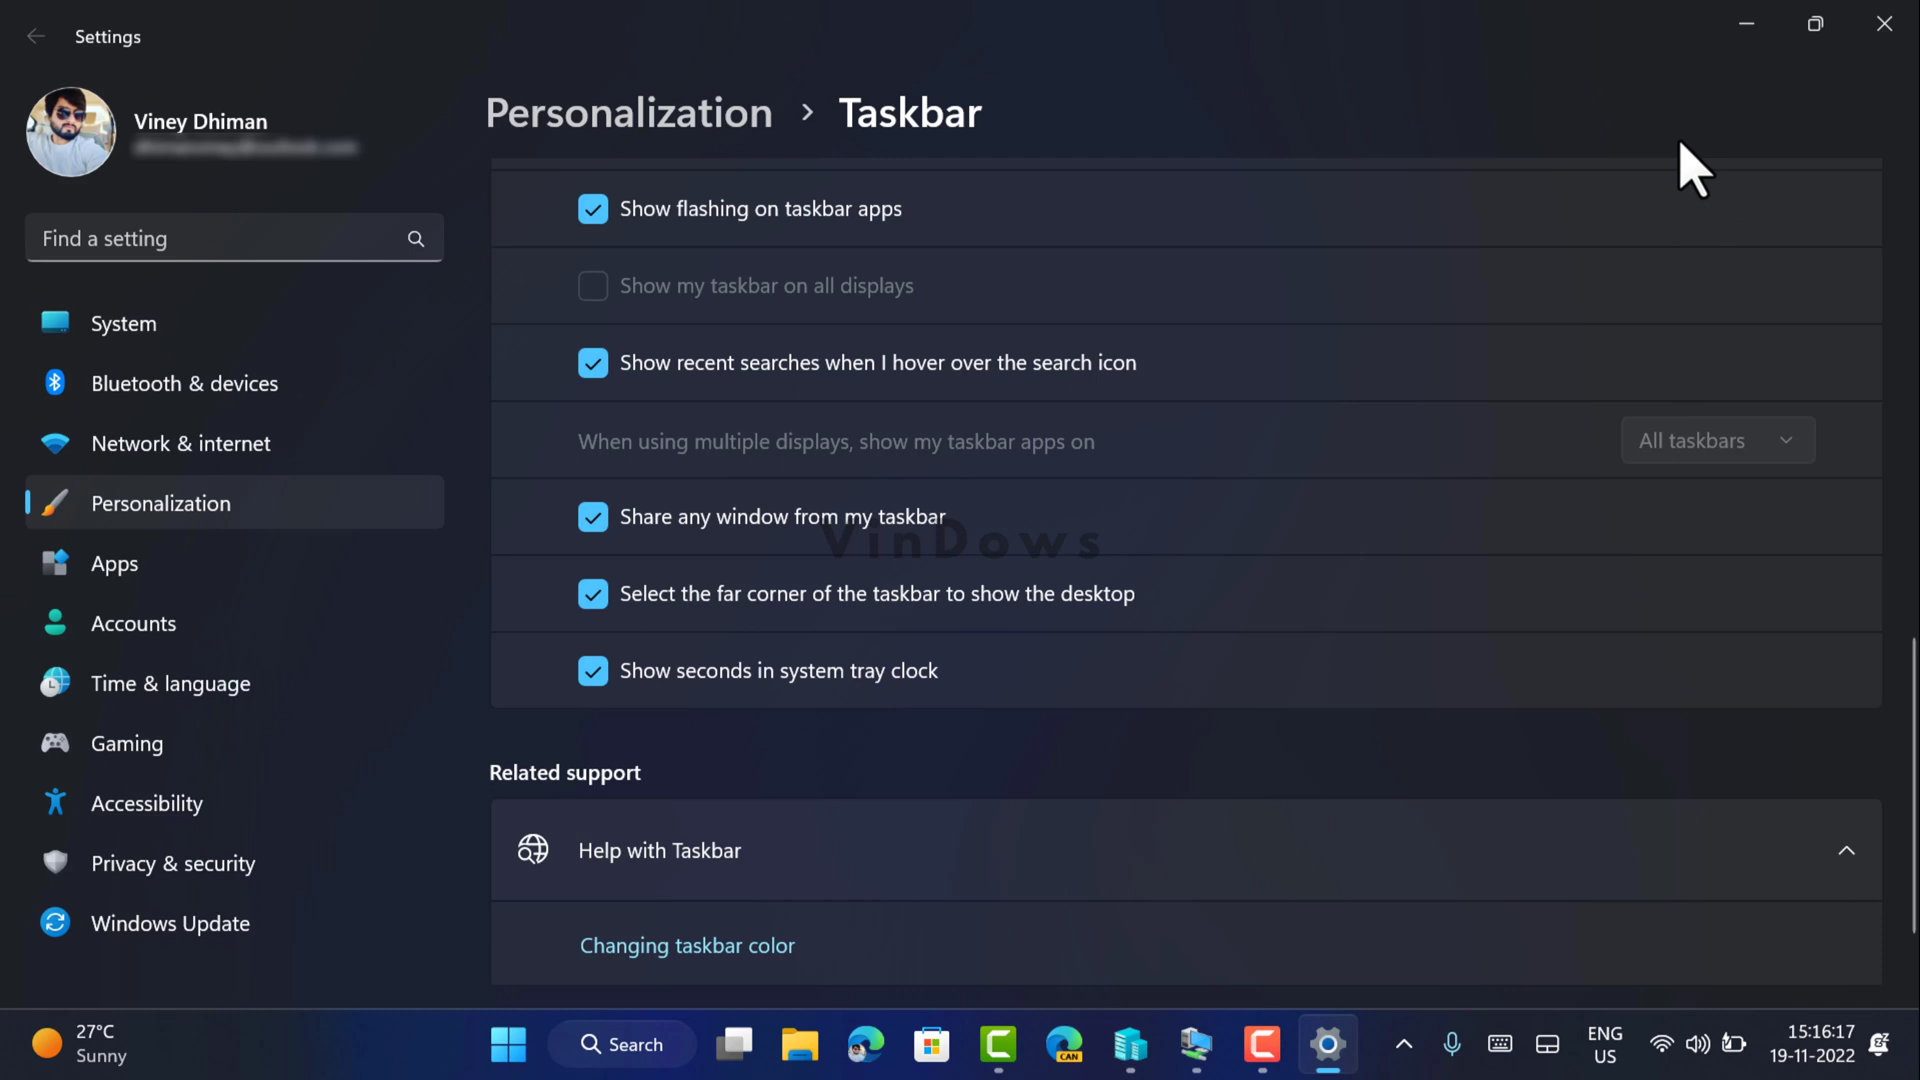 Settings
Viney Dhiman
Find a setting
System
Bluetooth & devices
Network & internet
Personalization
Apps
Accounts
Time & language
Gaming
Accessibility
Privacy & security
Windows Update
Personalization > Taskbar
Show flashing on taskbar apps
Show my taskbar on all displays
Show recent searches when I hover over the search icon
When using multiple displays, show my taskbar apps on
All taskbars
Share any window from my taskbar
VinDows
Select the far corner of the taskbar to show the desktop
Show seconds in system tray clock
Related support
Help with Taskbar
Changing taskbar color
27°C
Sunny
Search
CAN
ENG
US
15:16:17
19-11-2022